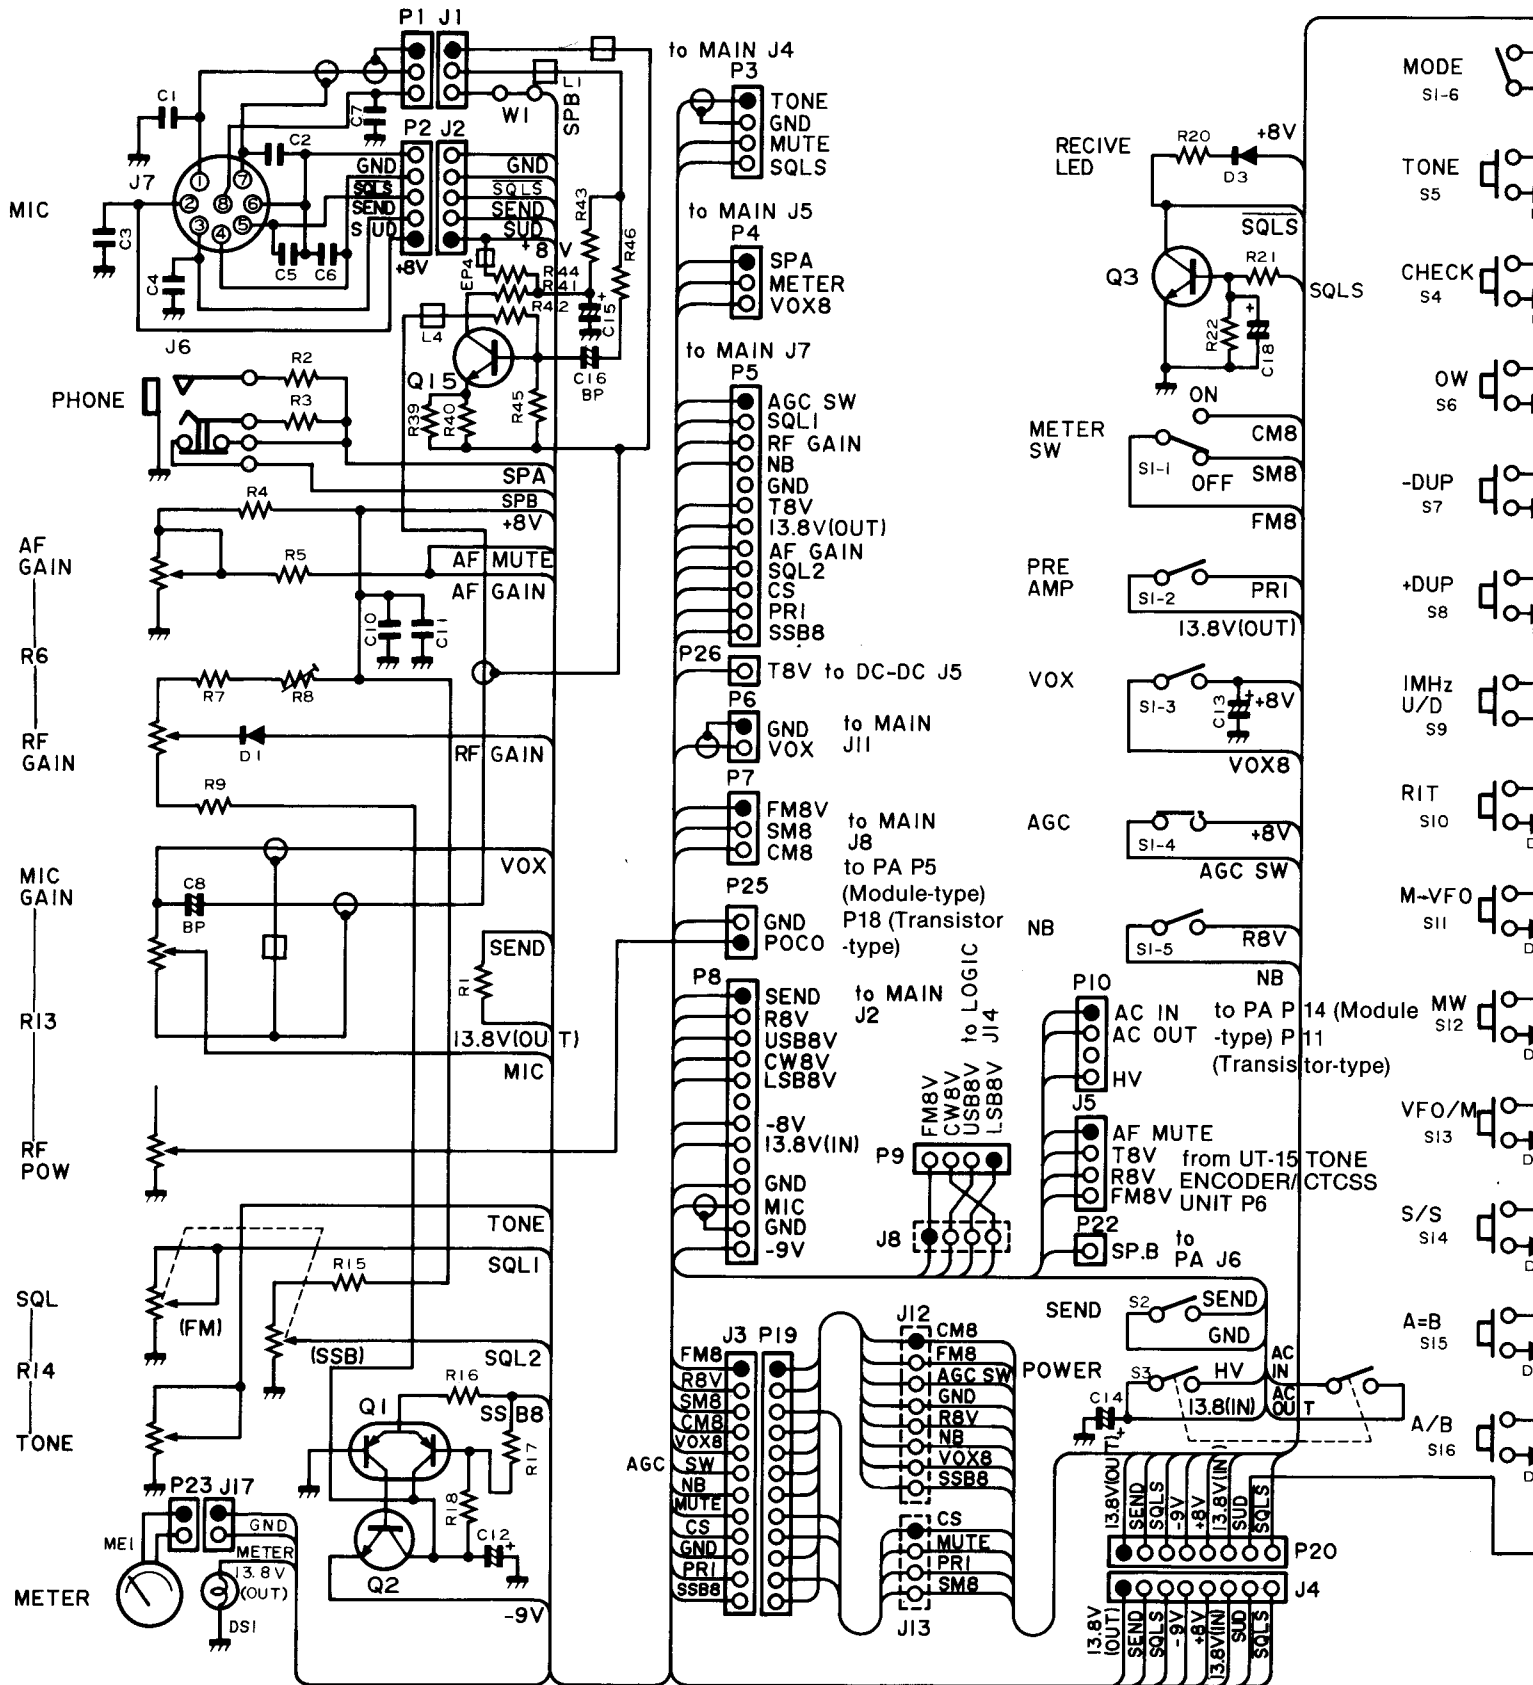 P1 J1
to MAIN J4
P3
TONE
GND
MUTE
SQLS
C1
C7
L1
W1
SPB
P2 J2
C2
GND
SQLS
SEND
SUD
+8V
GND
SQLS
SEND
SUD
+8V
J7
MIC
1
2
3
4
5
6
7
8
C3
C4
C5
C6
EP4
R44
R41
R42
R43
R46
C15
L4
Q15
C16
BP
R39
R40
R45
J6
PHONE
R2
R3
SPA
SPB
+8V
R4
AF GAIN
R5
AF MUTE
AF GAIN
C10
C11
R6
R7
R8
RF GAIN
D1
RF GAIN
R9
VOX
MIC GAIN
C8
BP
SEND
R1
13.8V(OUT)
MIC
R13
RF POW
TONE
SQL1
R15
SQL
(FM)
(SSB)
SQL2
R14
R16
Q1
SSB8
R17
TONE
R18
C12
Q2
-9V
P23 J17
GND
ME1
METER
13.8V
(OUT)
METER
DS1
to MAIN J5
P4
SPA
METER
VOX8
to MAIN J7
P5
AGC SW
SQL1
RF GAIN
NB
GND
T8V
13.8V(OUT)
AF GAIN
SQL2
CS
PRI
SSB8
P26
T8V to DC-DC J5
P6
GND
VOX
to MAIN
J11
P7
FM8V
SM8
CM8
to MAIN
J8
to PA P5
(Module-type)
P18 (Transistor
-type)
P25
GND
POCO
P8
SEND
R8V
USB8V
CW8V
LSB8V
-8V
13.8V(IN)
GND
MIC
GND
-9V
to MAIN
J2
to LOGIC
J14
FM8V
CW8V
USB8V
LSB8V
P9
J8
J3 P19
FM8
R8V
SM8
CM8
VOX8
AGC SW
NB
MUTE
CS
GND
PRI
SSB8
J12
CM8
FM8
AGC SW
GND
R8V
NB
VOX8
SSB8
CS
MUTE
PRI
SM8
J13
RECIVE
LED
R20
+8V
D3
SQLS
Q3
R21
SQLS
R22
C18
METER
SW
ON
CM8
S1-1
SM8
OFF
FM8
PRE
AMP
S1-2
PRI
13.8V(OUT)
VOX
S1-3
C13
+8V
VOX8
AGC
S1-4
+8V
AGC SW
NB
S1-5
R8V
NB
P10
AC IN
AC OUT
HV
to PA P 14 (Module
-type) P 11
(Transistor-type)
J5
AF MUTE
T8V
R8V
FM8V
from UT-15 TONE
ENCODER/CTCSS
UNIT P6
P22
SP.B
to
PA J6
SEND
S2
SEND
GND
POWER
S3
HV
C14
13.8(IN)
AC
IN
AC
OUT
13.8V(OUT)
SEND
SQLS
-9V
+8V
13.8V(IN)
SUD
SQLS
P20
J4
13.8V
(OUT)
SEND
SQLS
-9V
+8V
13.8V(IN)
SUD
SQLS
MODE
S1-6
TONE
S5
CHECK
S4
OW
S6
-DUP
S7
+DUP
S8
1MHz
U/D
S9
RIT
S10
D
M→VFO
S11
D
MW
S12
D
VFO/M
S13
D
S/S
S14
D
A=B
S15
D
A/B
S16
D